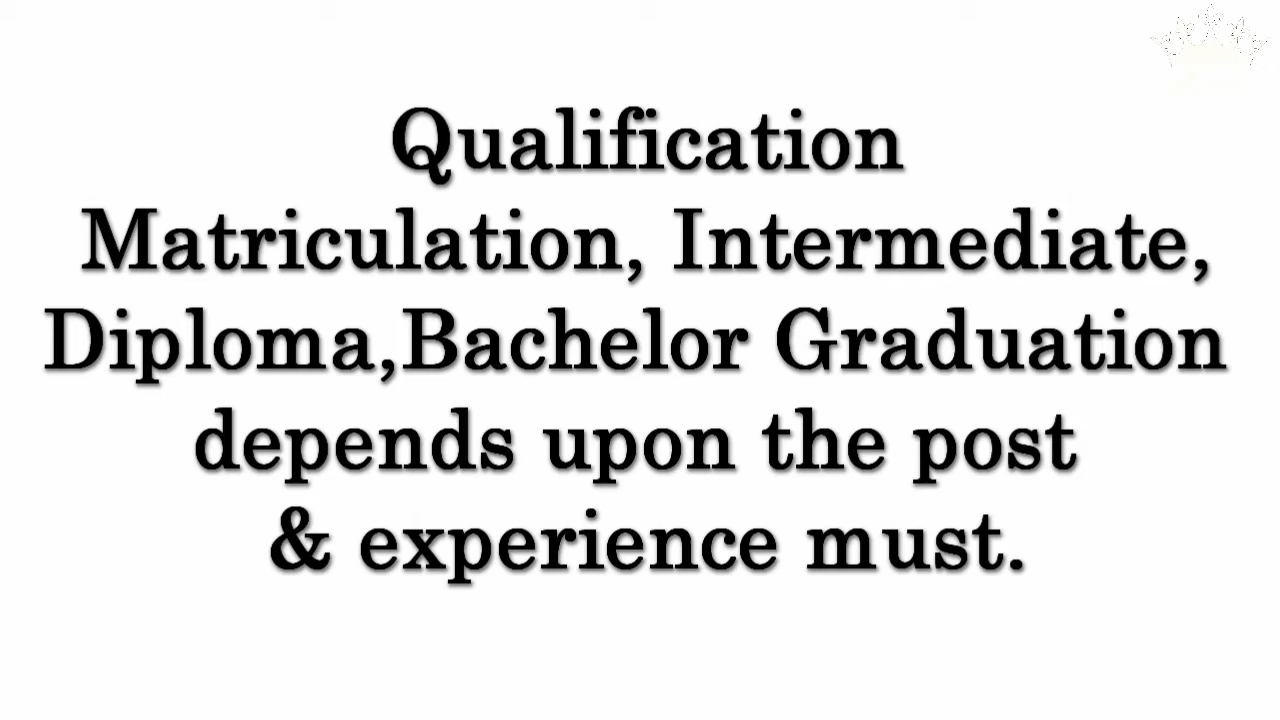 Qualification
Matriculation, Intermediate,
Diploma,Bachelor Graduation
depends upon the post
& experience must.